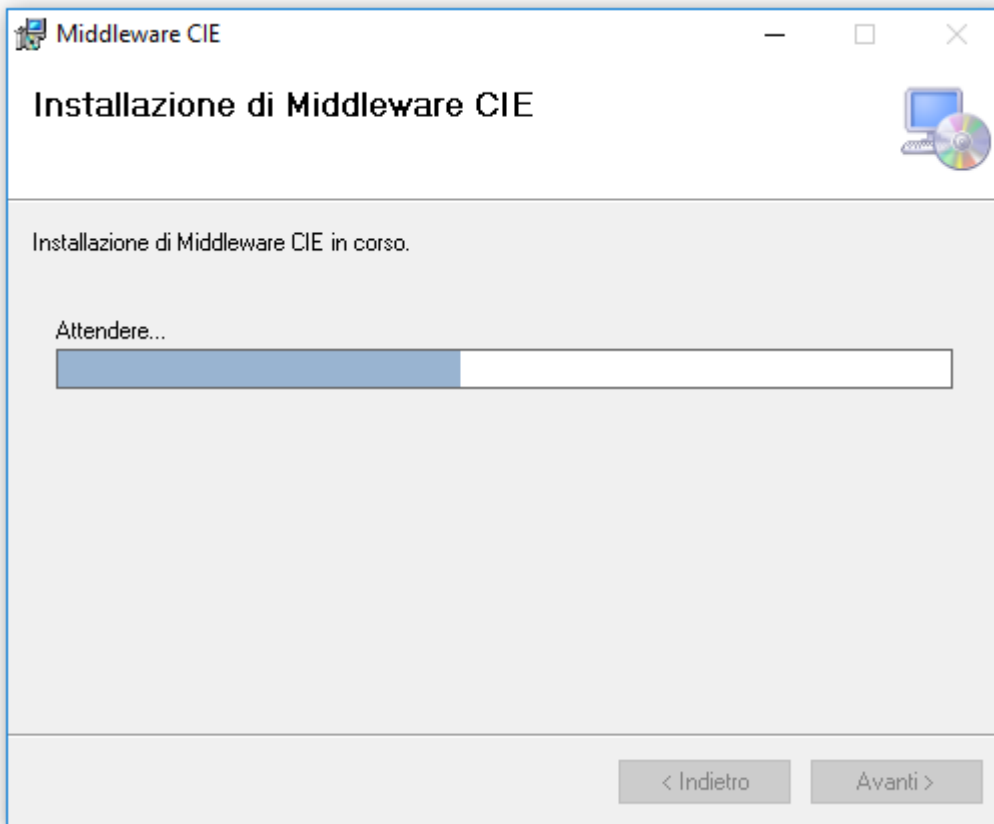 Middleware CIE
Installazione di Middleware CIE
Installazione di Middleware CIE in corso.
Attendere...
< Indietro
Avanti >